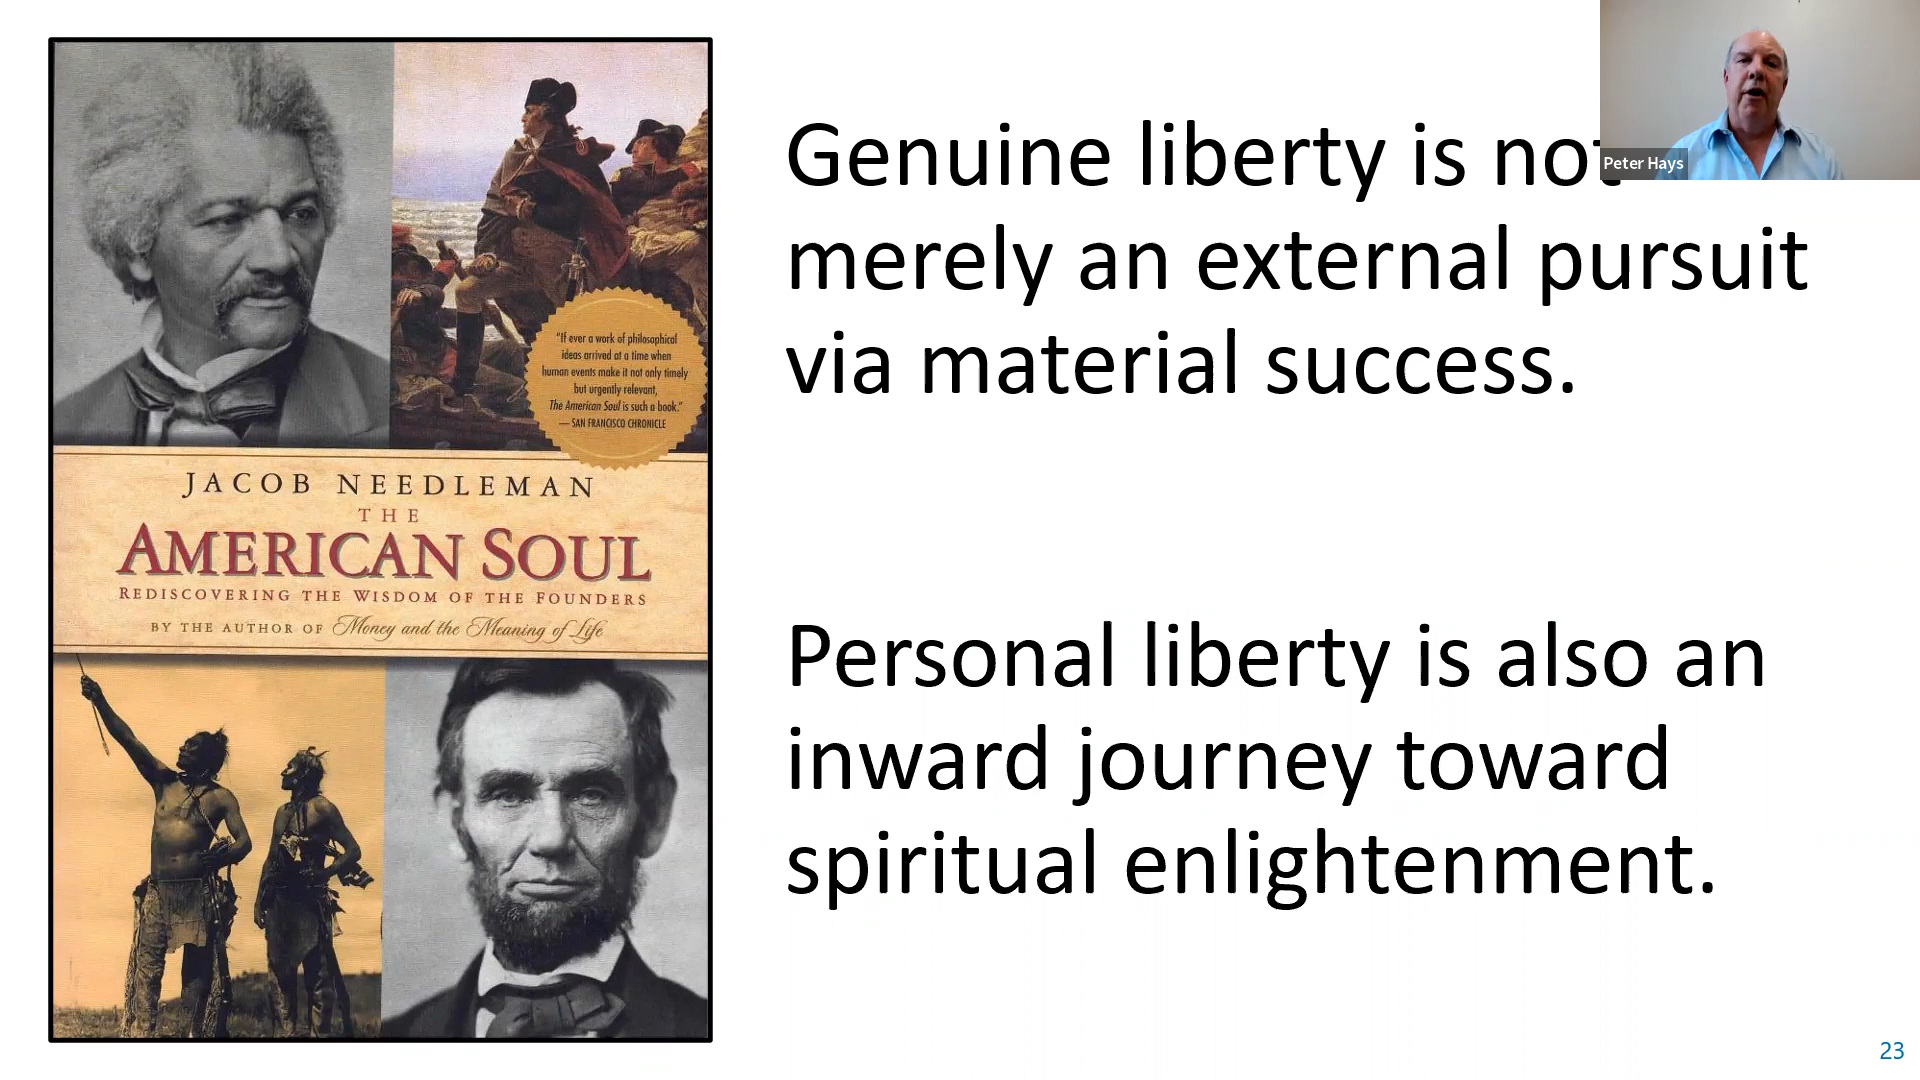 "If ever a work of philosophical
ideas arrived at a time when
human events make it not only timely
but urgently relevant,
The American Soul is such a book."
— SAN FRANCISCO CHRONICLE
JACOB NEEDLEMAN
THE
AMERICAN SOUL
REDISCOVERING THE WISDOM OF THE FOUNDERS
BY THE AUTHOR OF Money and the Meaning of Life
Genuine liberty is not
merely an external pursuit
via material success.
Personal liberty is also an
inward journey toward
spiritual enlightenment.
Peter Hays
23